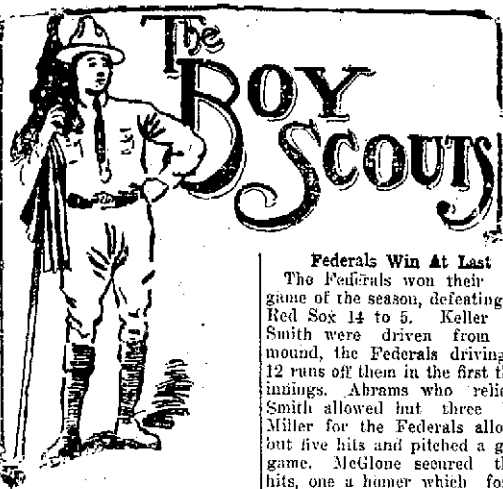 The
BOY
SCOUTS
Federals Win At Last
The Federals won their
game of the season, defeating
Red Sox 14 to 5. Keller
Smith were driven from
mound, the Federals driving
12 runs off them in the first th
innings. Abrams who relie
Smith allowed but three
Miller for the Federals allo
but five hits and pitched a g
game. McGlone secured th
hits, one a homer which fo